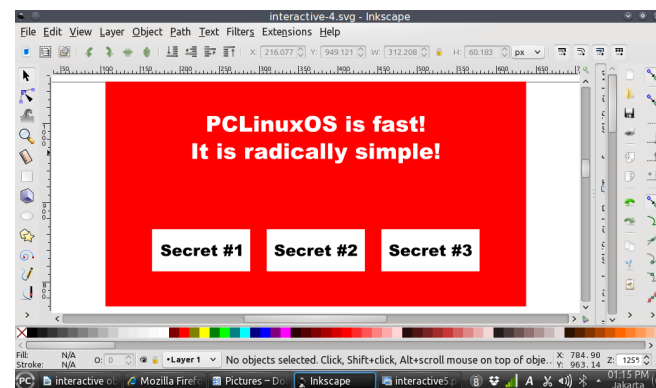 interactive-4.svg - Inkscape
File Edit View Layer Object Path Text Filters Extensions Help
X: 216.077 Y: 949.121 W: 312.208 H: 60.183 px
PCLinuxOS is fast!
It is radically simple!
Secret #1 Secret #2 Secret #3
Fill: N/A
Stroke: N/A
O: 0
•Layer 1
No objects selected. Click, Shift+click, Alt+scroll mouse on top of obje..
X: 784.90
Y: 963.14
Z: 125%
interactive ob Mozilla Firefo Pictures – Do Inkscape interactive5.p
01:15 PM
Jakarta